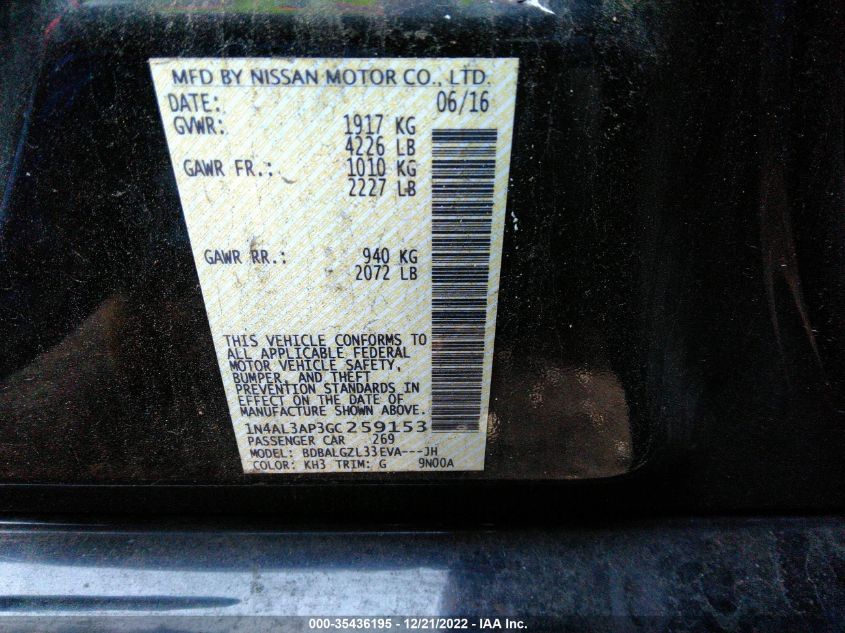 MFD BY NISSAN MOTOR CO., LTD.
DATE: 06/16
GVWR: 1917 KG
4226 LB
GAWR FR.: 1010 KG
2227 LB
GAWR RR.: 940 KG
2072 LB
THIS VEHICLE CONFORMS TO
ALL APPLICABLE FEDERAL
MOTOR VEHICLE SAFETY,
BUMPER, AND THEFT
PREVENTION STANDARDS IN
EFFECT ON THE DATE OF
MANUFACTURE SHOWN ABOVE.
1N4AL3AP3GC259153
PASSENGER CAR 269
MODEL: BDBALGZL33EVA---JH
COLOR: KH3 TRIM: G 9N00A
000-35436195 - 12/21/2022 - IAA Inc.